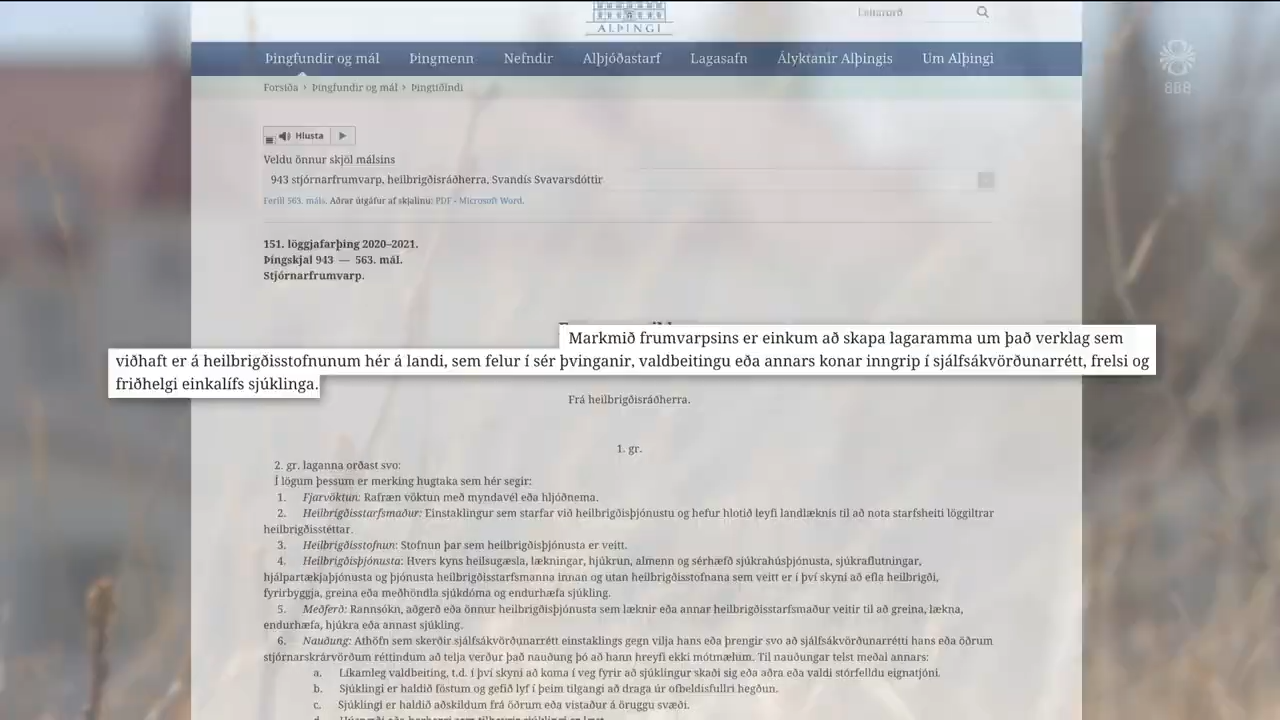 ALÞINGI
Leitarorð
Þingfundir og mál Þingmenn Nefndir Alþjóðastarf Lagasafn Ályktanir Alþingis Um Alþingi
Forsíða › Þingfundir og mál › Þingtíðindi
888
Hlusta
Veldu önnur skjöl málsins
943 stjórnarfrumvarp, heilbrigðisráðherra, Svandís Svavarsdóttir
Ferill 563. máls. Aðrar útgáfur af skjalinu: PDF - Microsoft Word.
151. löggjafarþing 2020–2021.
Þingskjal 943 — 563. mál.
Stjórnarfrumvarp.
Markmið frumvarpsins er einkum að skapa lagaramma um það verklag sem
viðhaft er á heilbrigðisstofnunum hér á landi, sem felur í sér þvinganir, valdbeitingu eða annars konar inngrip í sjálfsákvörðunarrétt, frelsi og
friðhelgi einkalífs sjúklinga.
Frá heilbrigðisráðherra.
1. gr.
2. gr. laganna orðast svo:
Í lögum þessum er merking hugtaka sem hér segir:
1. Fjarvöktun: Rafræn vöktun með myndavél eða hljóðnema.
2. Heilbrigðisstarfsmaður: Einstaklingur sem starfar við heilbrigðisþjónustu og hefur hlotið leyfi landlæknis til að nota starfsheiti löggiltrar
heilbrigðisstéttar.
3. Heilbrigðisstofnun: Stofnun þar sem heilbrigðisþjónusta er veitt.
4. Heilbrigðisþjónusta: Hvers kyns heilsugæsla, lækningar, hjúkrun, almenn og sérhæfð sjúkrahúsþjónusta, sjúkraflutningar,
hjálpartækjaþjónusta og þjónusta heilbrigðisstarfsmanna innan og utan heilbrigðisstofnana sem veitt er í því skyni að efla heilbrigði,
fyrirbyggja, greina eða meðhöndla sjúkdóma og endurhæfa sjúkling.
5. Meðferð: Rannsókn, aðgerð eða önnur heilbrigðisþjónusta sem læknir eða annar heilbrigðisstarfsmaður veitir til að greina, lækna,
endurhæfa, hjúkra eða annast sjúkling.
6. Nauðung: Athöfn sem skerðir sjálfsákvörðunarrétt einstaklings gegn vilja hans eða þrengir svo að sjálfsákvörðunarrétti hans eða öðrum
stjórnarskrárvörðum réttindum að telja verður það nauðung þó að hann hreyfi ekki mótmælum. Til nauðungar telst meðal annars:
a. Líkamleg valdbeiting, t.d. í því skyni að koma í veg fyrir að sjúklingur skaði sig eða aðra eða valdi stórfelldu eignatjóni.
b. Sjúklingi er haldið föstum og gefið lyf í þeim tilgangi að draga úr ofbeldisfullri hegðun.
c. Sjúklingi er haldið aðskildum frá öðrum eða vistaður á öruggu svæði.